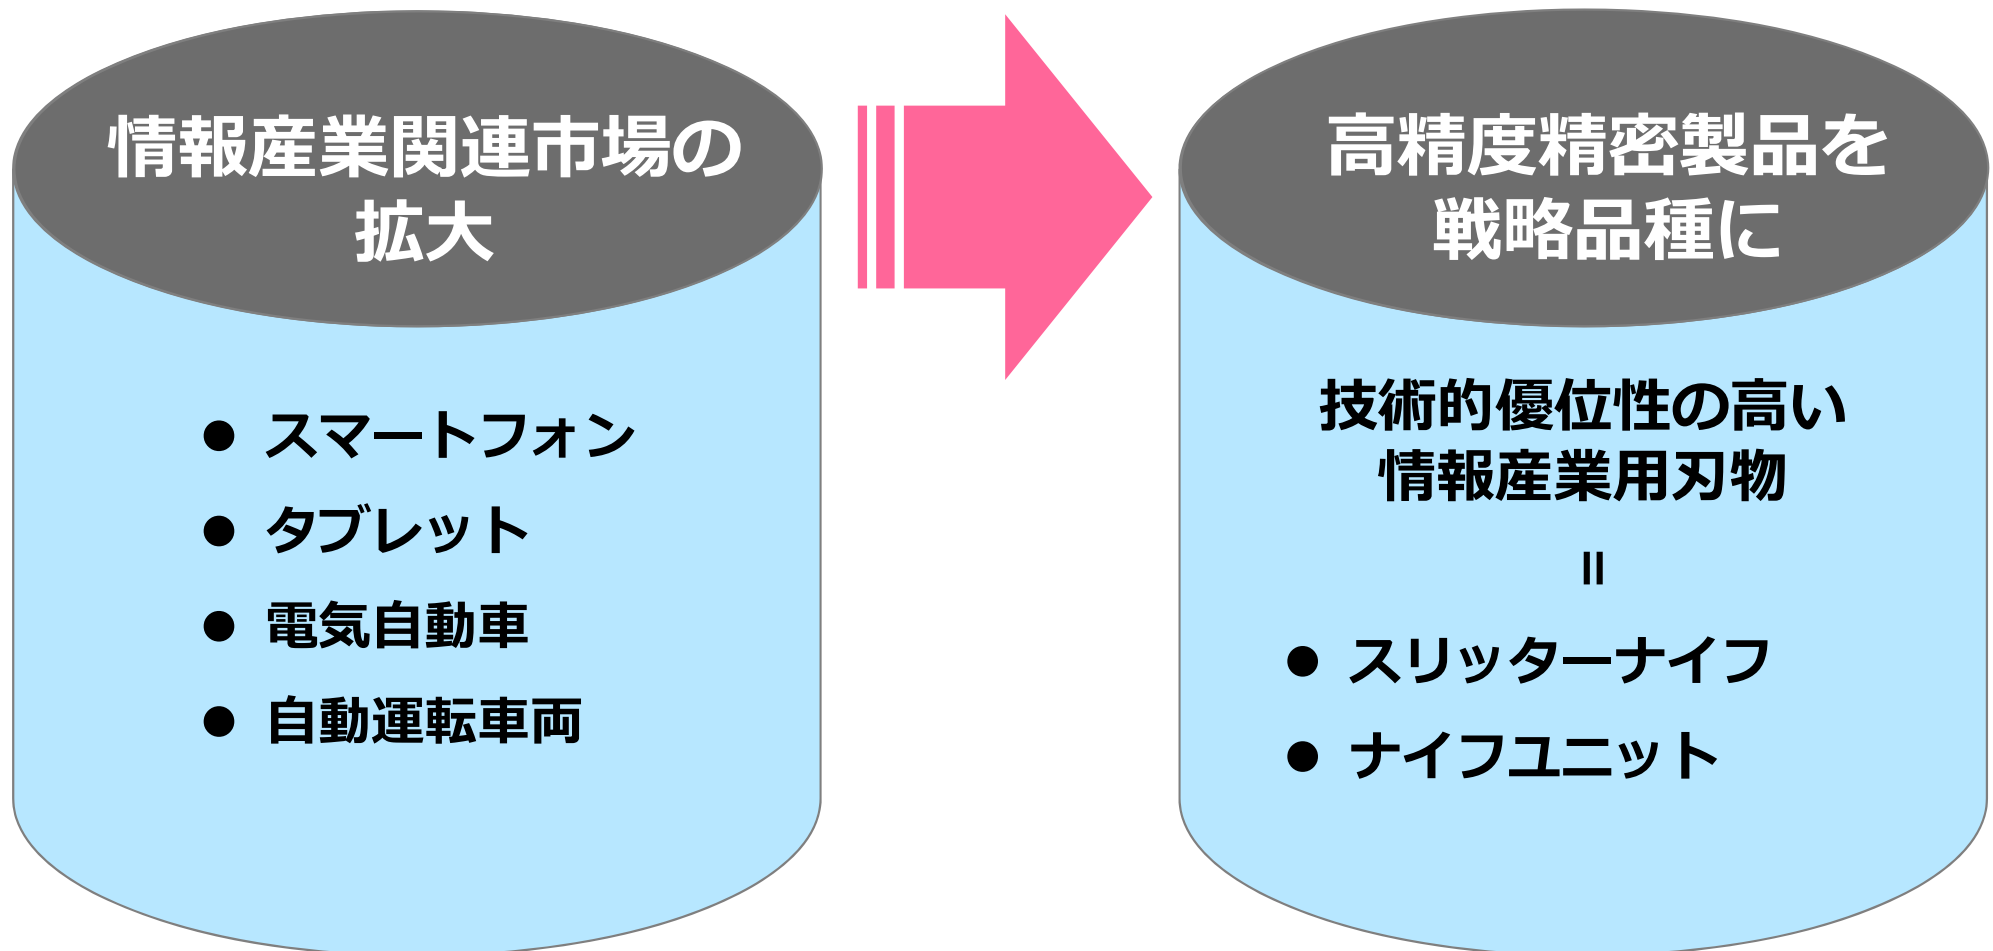 情報産業関連市場の
拡大
● スマートフォン
● タブレット
● 電気自動車
● 自動運転車両
高精度精密製品を
戦略品種に
技術的優位性の高い
情報産業用刃物
=
● スリッターナイフ
● ナイフユニット